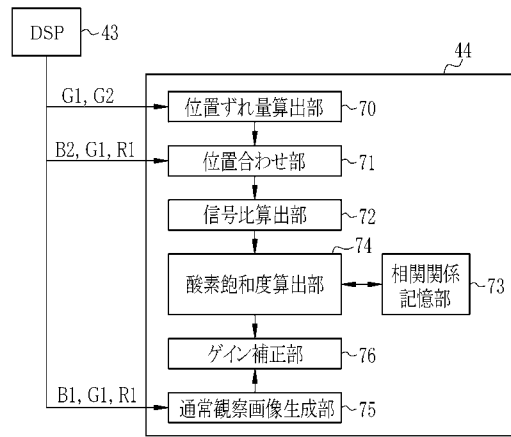 DSP
43
44
G1, G2
位置ずれ量算出部
70
B2, G1, R1
位置合わせ部
71
信号比算出部
72
74
酸素飽和度算出部
相関関係
記憶部
73
ゲイン補正部
76
B1, G1, R1
通常観察画像生成部
75